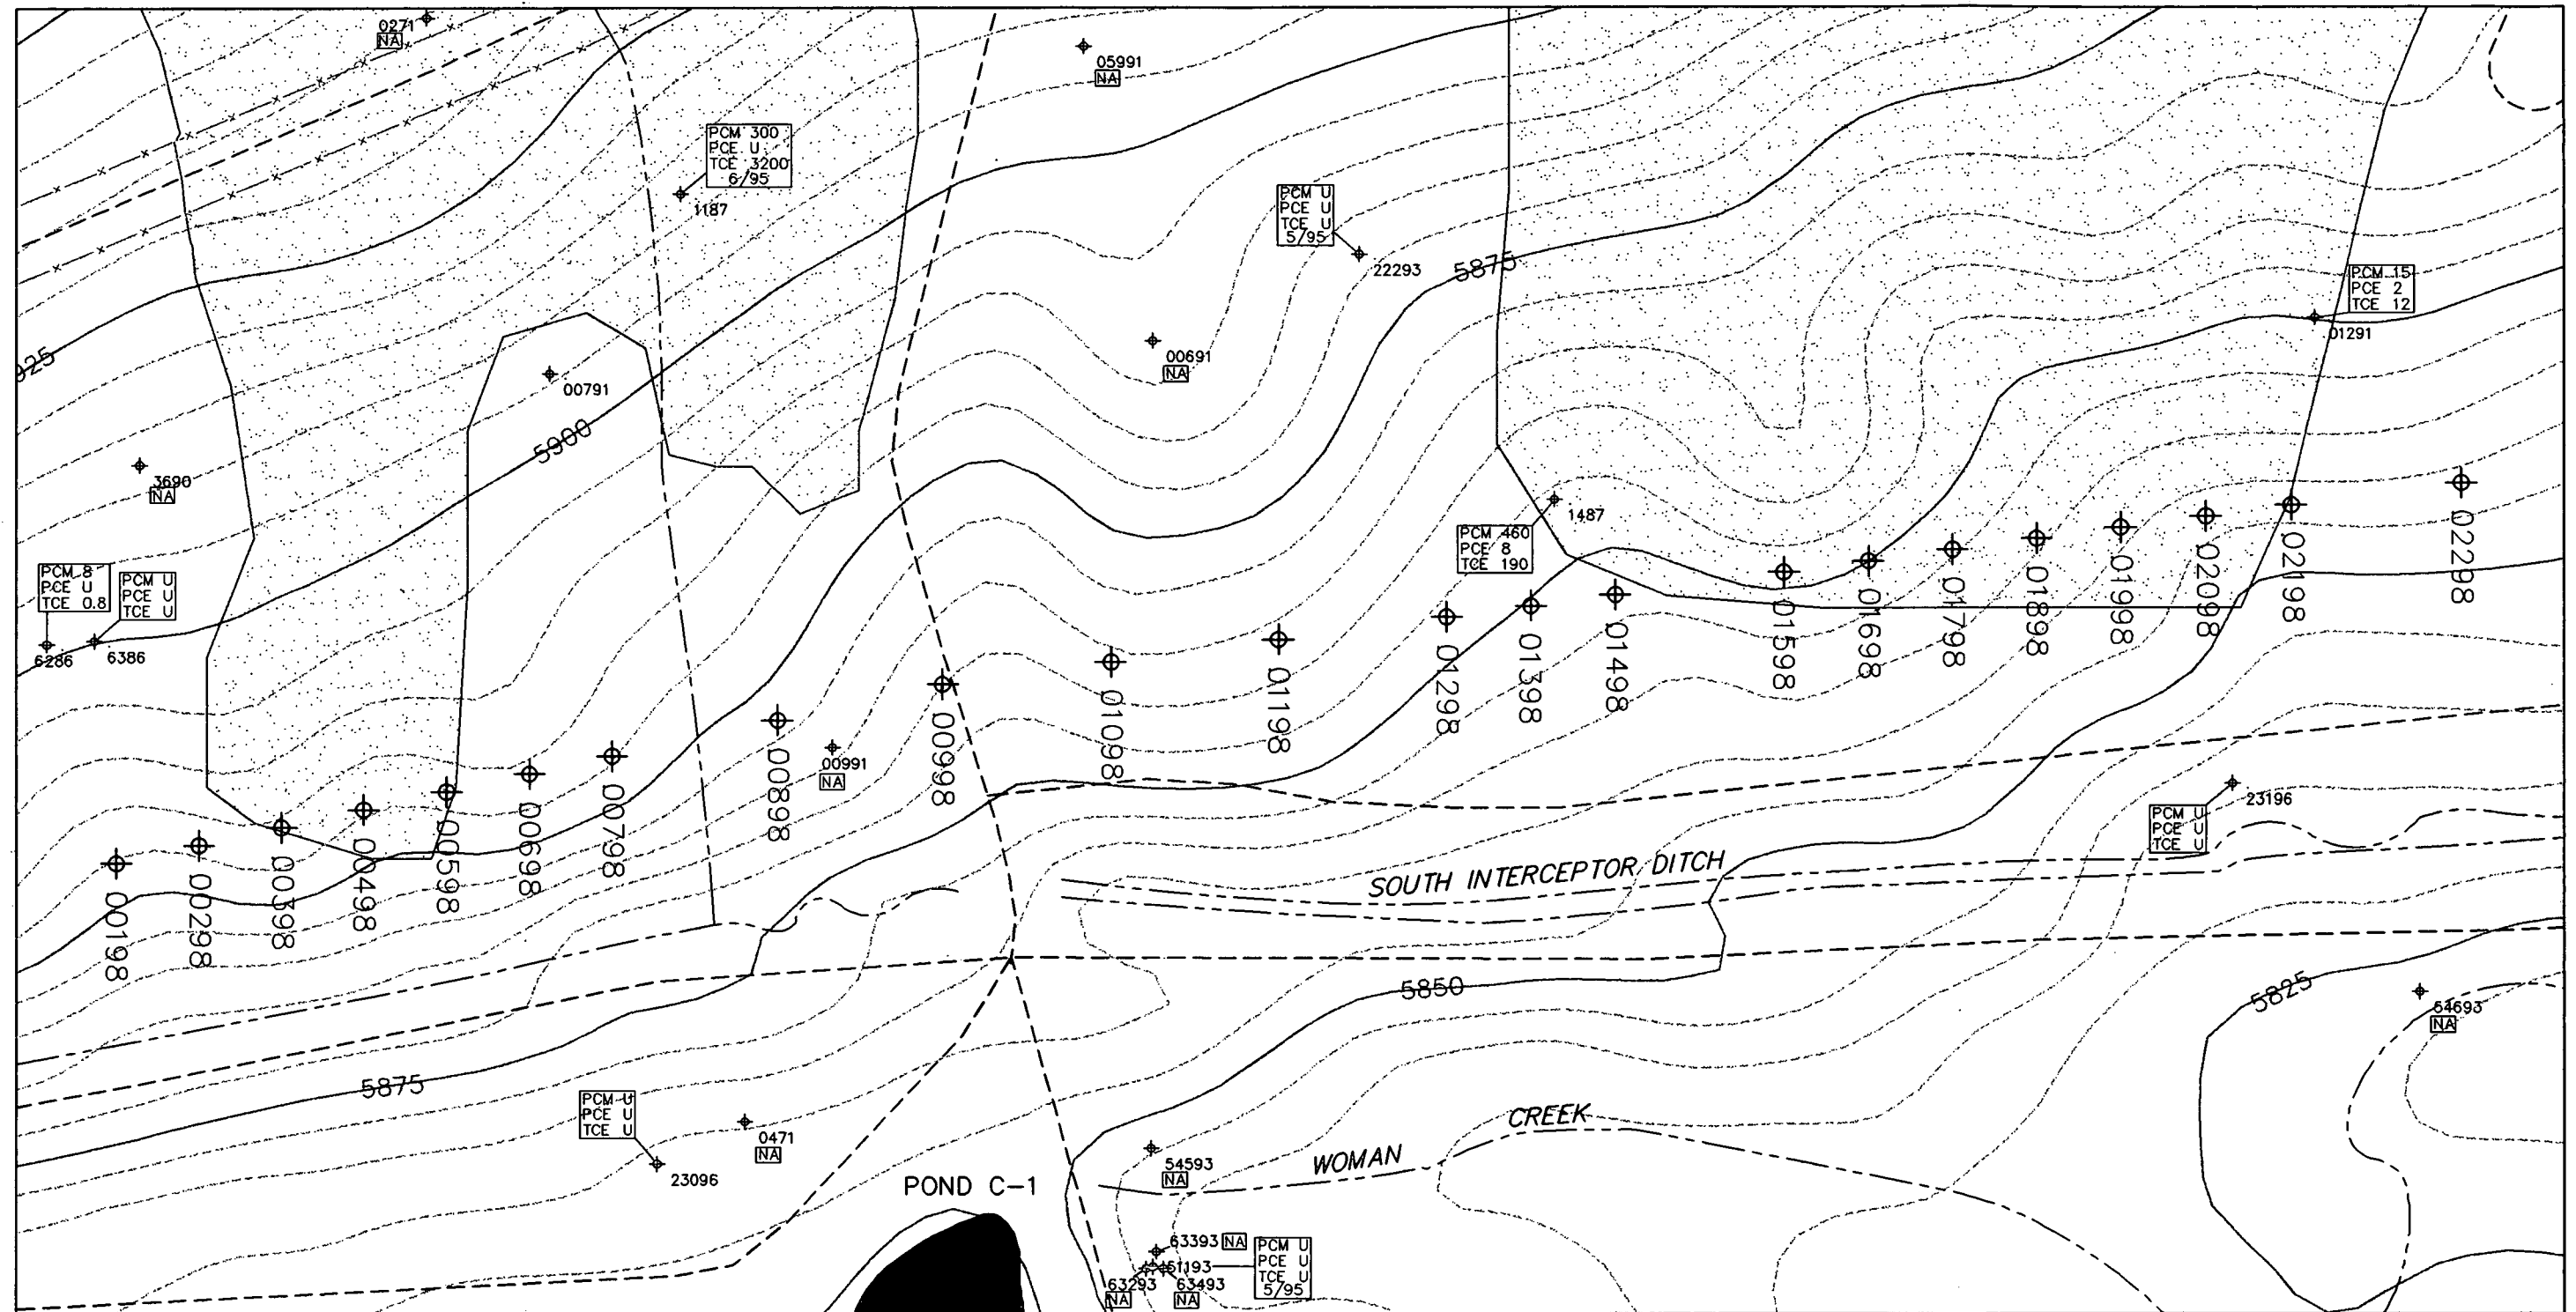 0271
NA
05991
NA
PCM 300
PCE U
TCE 3200
6/95
1187
PCM U
PCE U
TCE U
5/95
22293
5875
PCM 15
PCE 2
TCE 12
01291
00691
NA
925
00791
5900
3690
NA
1487
PCM 460
PCE 8
TCE 190
PCM 8
PCE U
TCE 0.8
PCM U
PCE U
TCE U
6286
6386
00198
00298
00398
00498
00598
00698
00798
00898
00991
NA
00998
01098
01198
01298
01398
01498
01598
01698
01798
01898
01998
02098
02198
02298
23196
PCM U
PCE U
TCE U
SOUTH INTERCEPTOR DITCH
5850
5825
54693
NA
5875
PCM U
PCE U
TCE U
0471
NA
23096
CREEK
WOMAN
54593
NA
POND C-1
63393 NA
PCM U
PCE U
TCE U
5/95
51193
63293
NA
63493
NA